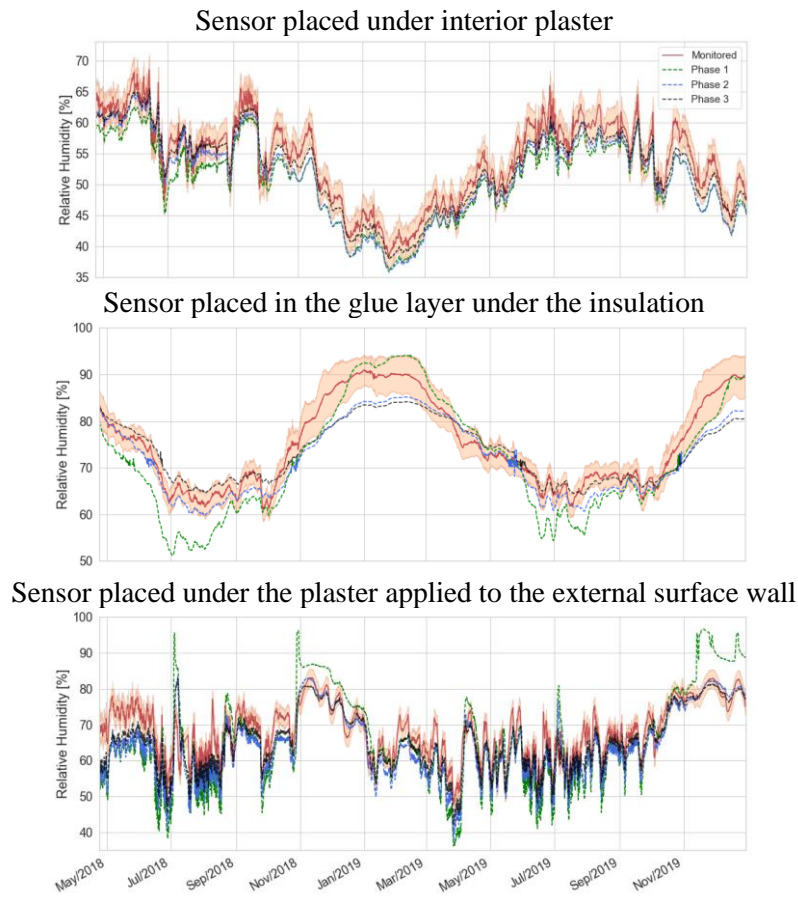 Sensor placed under interior plaster
Relative Humidity [%]
70
65
60
55
50
45
40
35
Monitored
Phase 1
Phase 2
Phase 3
Sensor placed in the glue layer under the insulation
Relative Humidity [%]
100
90
80
70
60
50
Sensor placed under the plaster applied to the external surface wall
Relative Humidity [%]
100
90
80
70
60
50
40
May/2018
Jul/2018
Sep/2018
Nov/2018
Jan/2019
Mar/2019
May/2019
Jul/2019
Sep/2019
Nov/2019